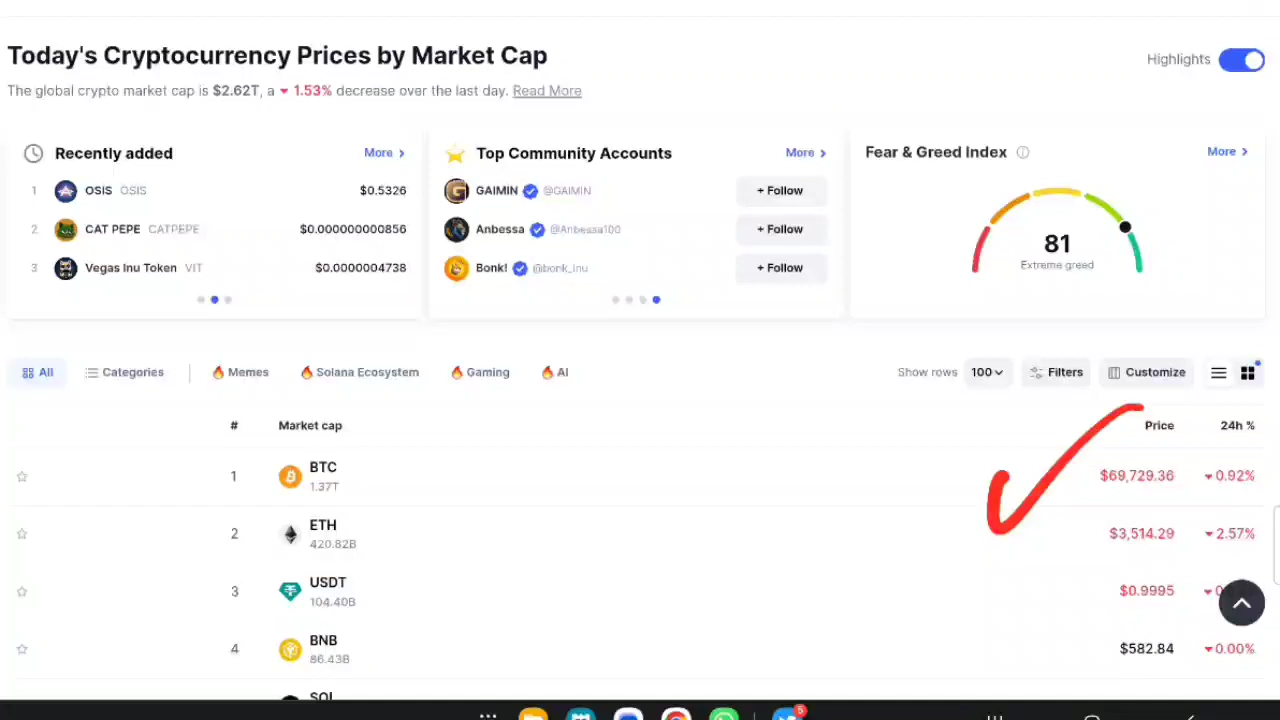 Today's Cryptocurrency Prices by Market Cap
Highlights
The global crypto market cap is $2.62T, a 1.53% decrease over the last day. Read More
Recently added
More
1 OSIS OSIS $0.5326
2 CAT PEPE CATPEPE $0.000000000856
3 Vegas Inu Token VIT $0.0000004738
Top Community Accounts
More
GAIMIN @GAIMIN + Follow
Anbessa @Anbessa100 + Follow
Bonk! @bonk_inu + Follow
Fear & Greed Index
More
81
Extreme greed
All Categories Memes Solana Ecosystem Gaming AI Show rows 100 Filters Customize
# Market cap Price 24h %
1 BTC $69,729.36 0.92%
1.37T
2 ETH $3,514.29 2.57%
420.82B
3 USDT $0.9995
104.40B
4 BNB $582.84 0.00%
86.43B
SOL
5